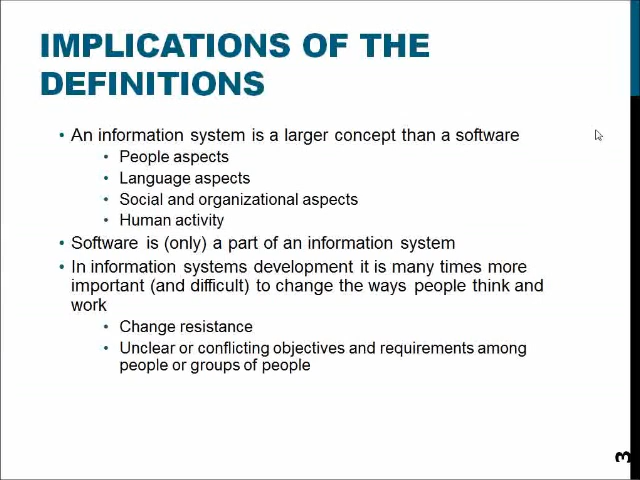 IMPLICATIONS OF THE
DEFINITIONS
• An information system is a larger concept than a software
• People aspects
• Language aspects
• Social and organizational aspects
• Human activity
• Software is (only) a part of an information system
• In information systems development it is many times more
important (and difficult) to change the ways people think and
work
• Change resistance
• Unclear or conflicting objectives and requirements among
people or groups of people
3